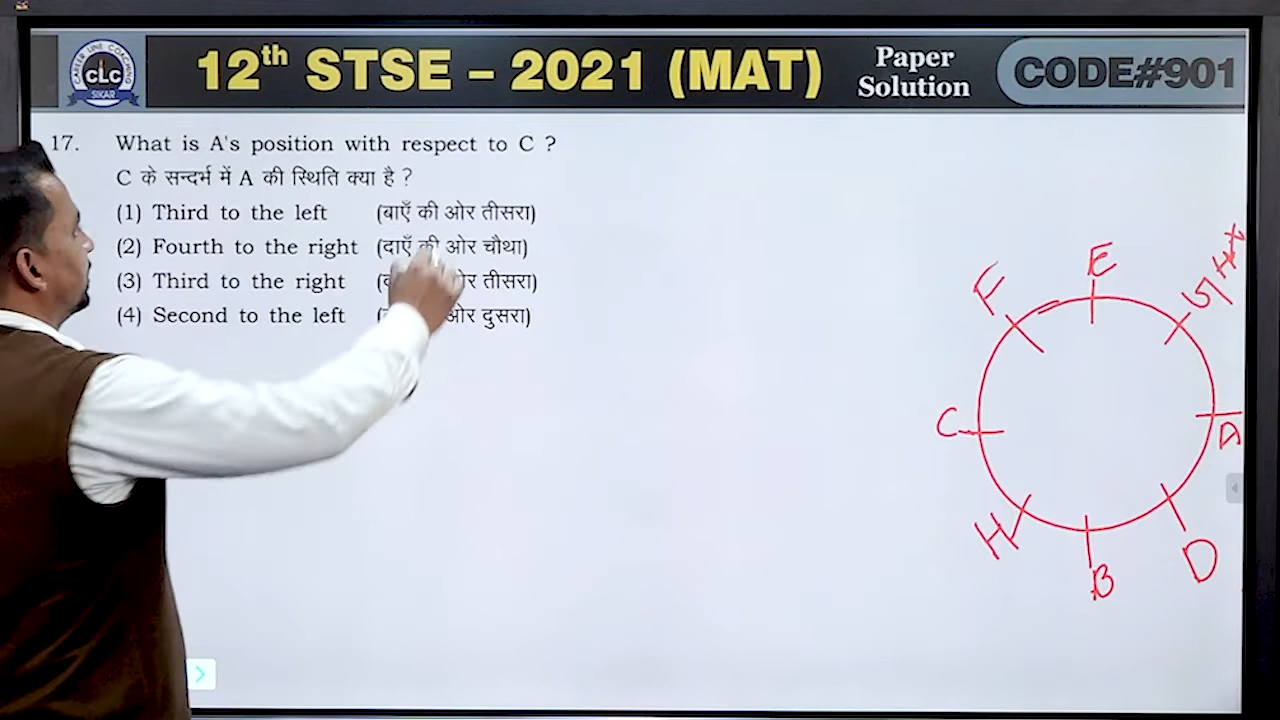 CAREER LINE COACHING
CLC
SIKAR
12th STSE – 2021 (MAT)
Paper
Solution
CODE#901
17. What is A's position with respect to C ?
C के सन्दर्भ में A की स्थिति क्या है ?
(1) Third to the left (बाएँ की ओर तीसरा)
(2) Fourth to the right (दाएँ की ओर चौथा)
(3) Third to the right ओर तीसरा)
(4) Second to the left ओर दुसरा)
E
F
G
C
A
H
B
D